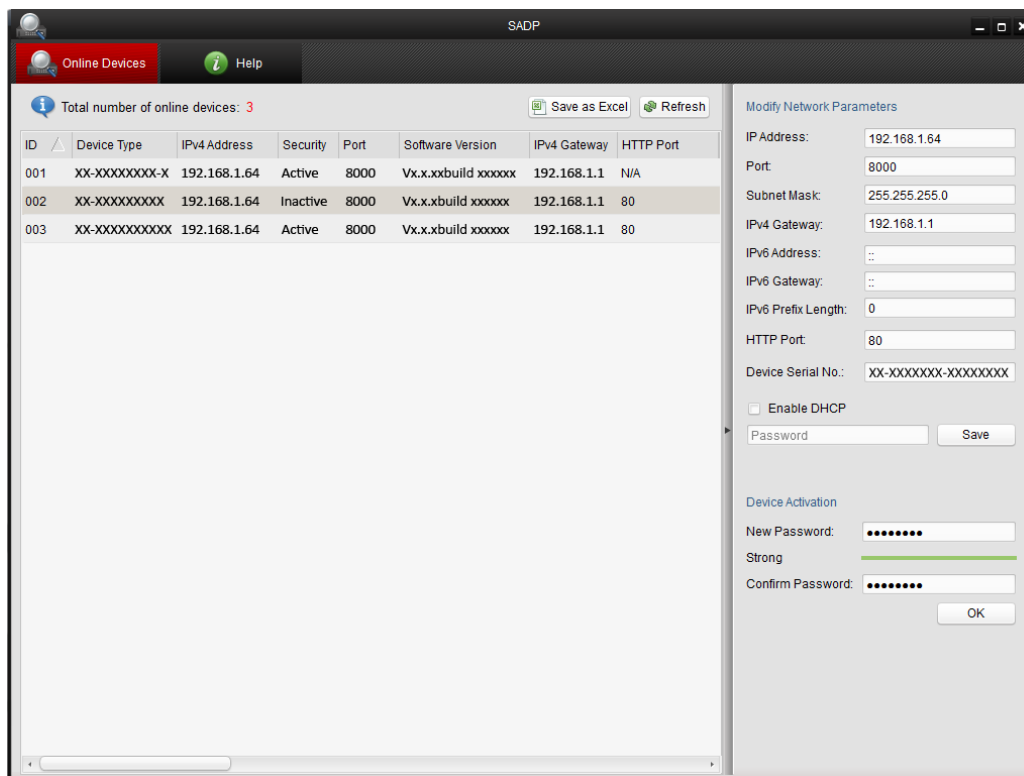 SADP
Online Devices
Help
Total number of online devices: 3
Save as Excel
Refresh
ID Device Type IPv4 Address Security Port Software Version IPv4 Gateway HTTP Port
001 XX-XXXXXXXX-X 192.168.1.64 Active 8000 Vx.x.xxbuild xxxxxx 192.168.1.1 N/A
002 XX-XXXXXXXXX 192.168.1.64 Inactive 8000 Vx.x.xbuild xxxxxx 192.168.1.1 80
003 XX-XXXXXXXXXX 192.168.1.64 Active 8000 Vx.x.xbuild xxxxxx 192.168.1.1 80
Modify Network Parameters
IP Address: 192.168.1.64
Port: 8000
Subnet Mask: 255.255.255.0
IPv4 Gateway: 192.168.1.1
IPv6 Address: ::
IPv6 Gateway: ::
IPv6 Prefix Length: 0
HTTP Port: 80
Device Serial No.: XX-XXXXXXX-XXXXXXXX
Enable DHCP
Password Save
Device Activation
New Password: ●●●●●●●●
Strong
Confirm Password: ●●●●●●●●
OK